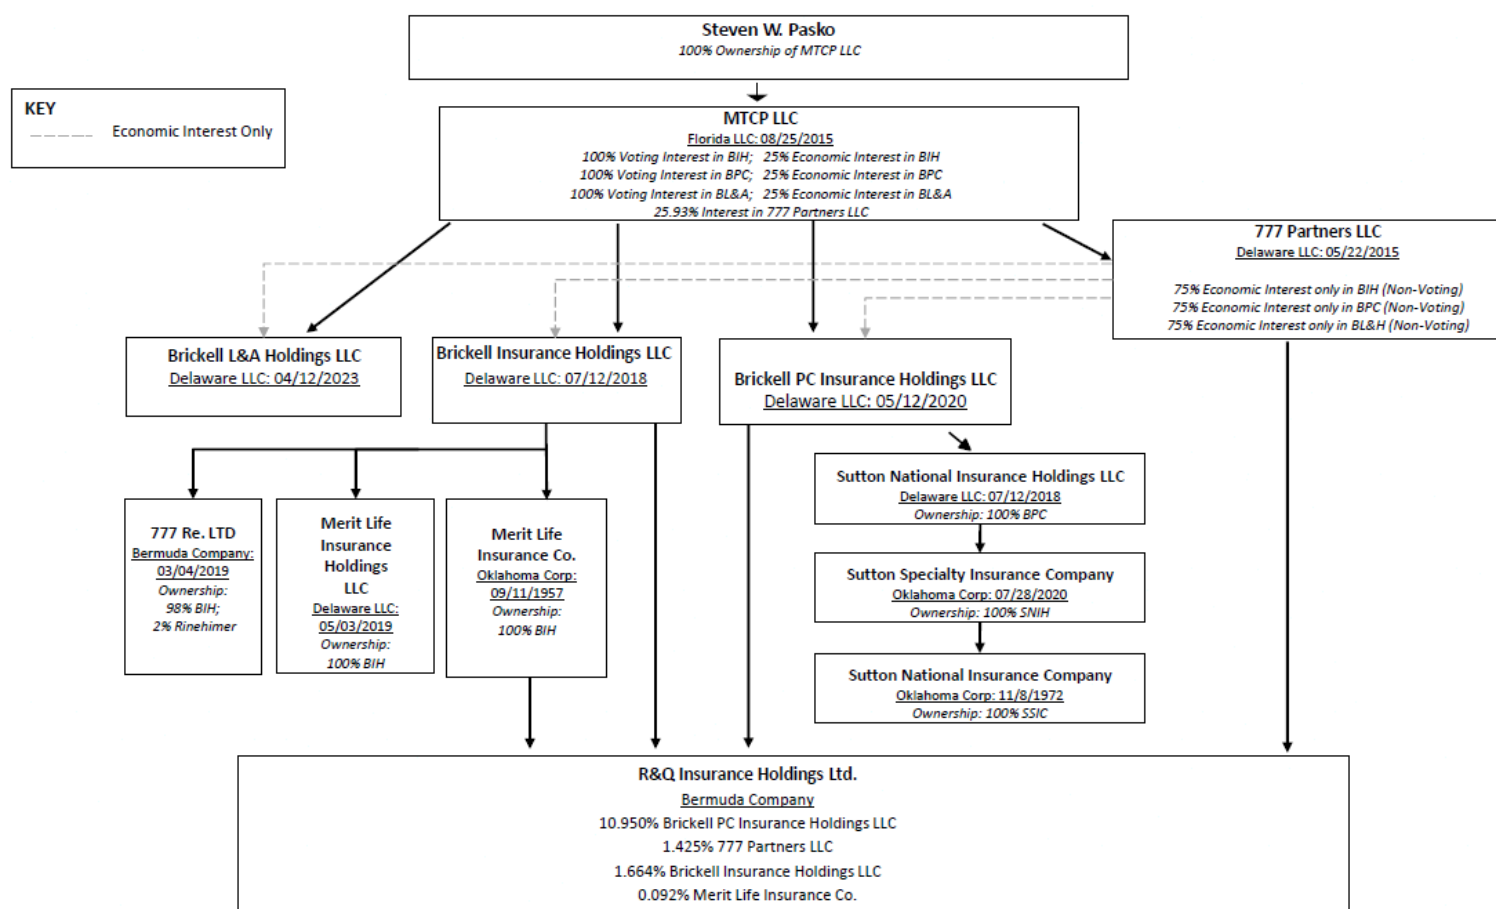 Steven W. Pasko
100% Ownership of MTCP LLC
KEY
Economic Interest Only
MTCP LLC
Florida LLC: 08/25/2015
100% Voting Interest in BIH; 25% Economic Interest in BIH
100% Voting Interest in BPC; 25% Economic Interest in BPC
100% Voting Interest in BL&A; 25% Economic Interest in BL&A
25.93% Interest in 777 Partners LLC
777 Partners LLC
Delaware LLC: 05/22/2015
75% Economic Interest only in BIH (Non-Voting)
75% Economic Interest only in BPC (Non-Voting)
75% Economic Interest only in BL&H (Non-Voting)
Brickell L&A Holdings LLC
Delaware LLC: 04/12/2023
Brickell Insurance Holdings LLC
Delaware LLC: 07/12/2018
Brickell PC Insurance Holdings LLC
Delaware LLC: 05/12/2020
777 Re. LTD
Bermuda Company:
03/04/2019
Ownership:
98% BIH;
2% Rinehimer
Merit Life
Insurance
Holdings
LLC
Delaware LLC:
05/03/2019
Ownership:
100% BIH
Merit Life
Insurance Co.
Oklahoma Corp:
09/11/1957
Ownership:
100% BIH
Sutton National Insurance Holdings LLC
Delaware LLC: 07/12/2018
Ownership: 100% BPC
Sutton Specialty Insurance Company
Oklahoma Corp: 07/28/2020
Ownership: 100% SNIH
Sutton National Insurance Company
Oklahoma Corp: 11/8/1972
Ownership: 100% SSIC
R&Q Insurance Holdings Ltd.
Bermuda Company
10.950% Brickell PC Insurance Holdings LLC
1.425% 777 Partners LLC
1.664% Brickell Insurance Holdings LLC
0.092% Merit Life Insurance Co.